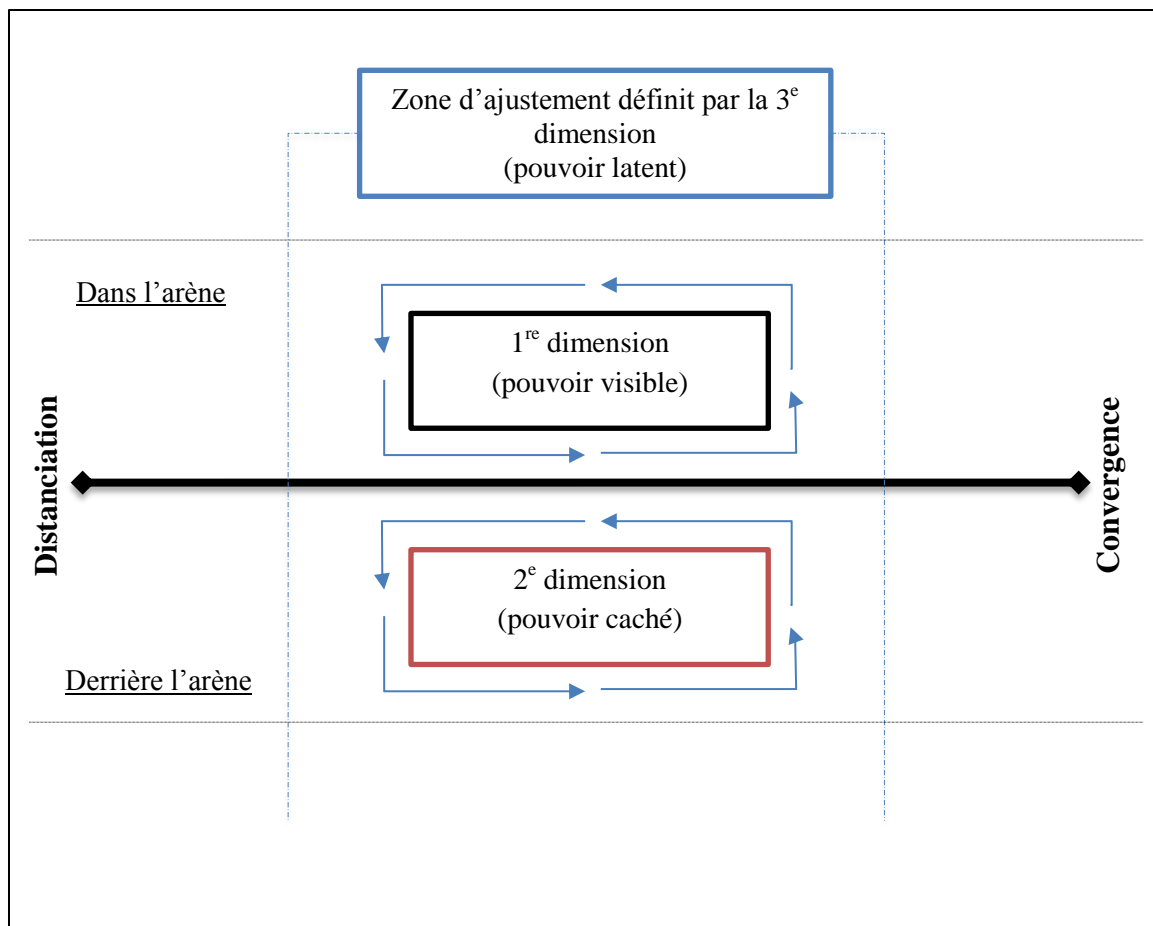 Zone d’ajustement définit par la 3e
dimension
(pouvoir latent)
Dans l’arène
1re dimension
(pouvoir visible)
Distanciation
Convergence
2e dimension
(pouvoir caché)
Derrière l’arène